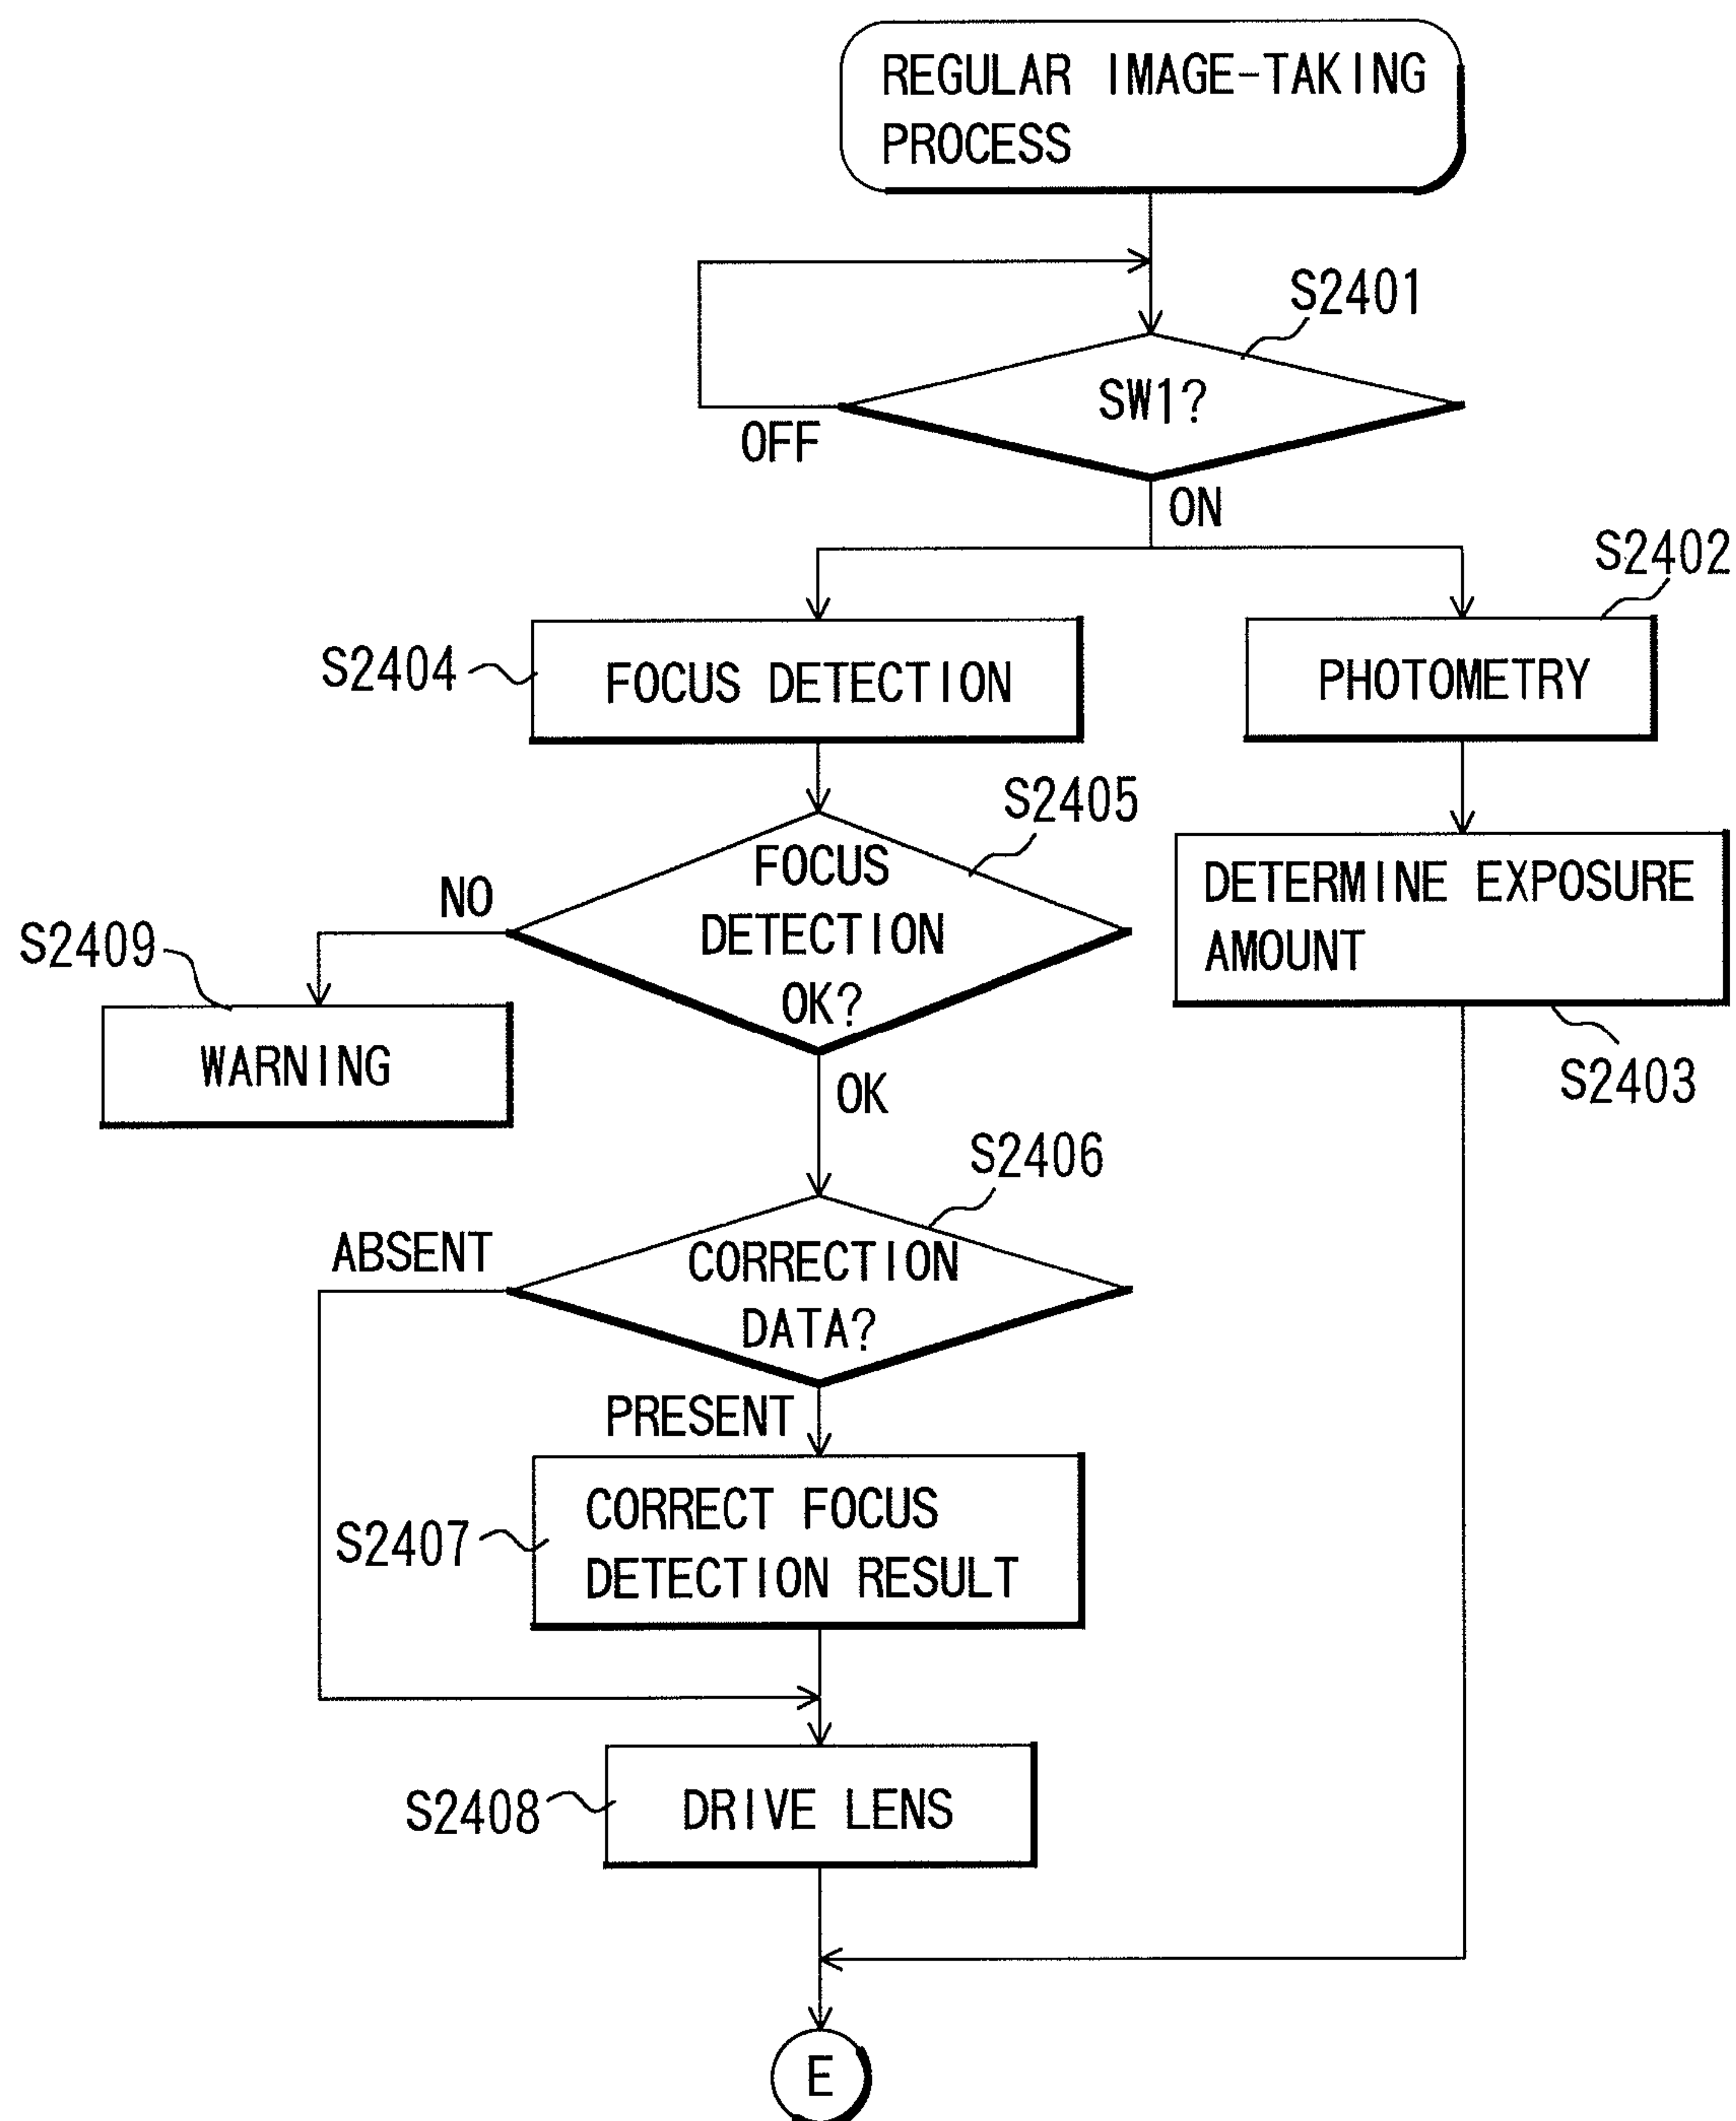 REGULAR IMAGE-TAKING
PROCESS
S2401
SW1?
OFF
ON
S2402
S2404
FOCUS DETECTION
PHOTOMETRY
S2405
FOCUS
DETECTION
OK?
NO
S2409
DETERMINE EXPOSURE
AMOUNT
WARNING
OK
S2403
S2406
ABSENT
CORRECTION
DATA?
PRESENT
S2407
CORRECT FOCUS
DETECTION RESULT
S2408
DRIVE LENS
E